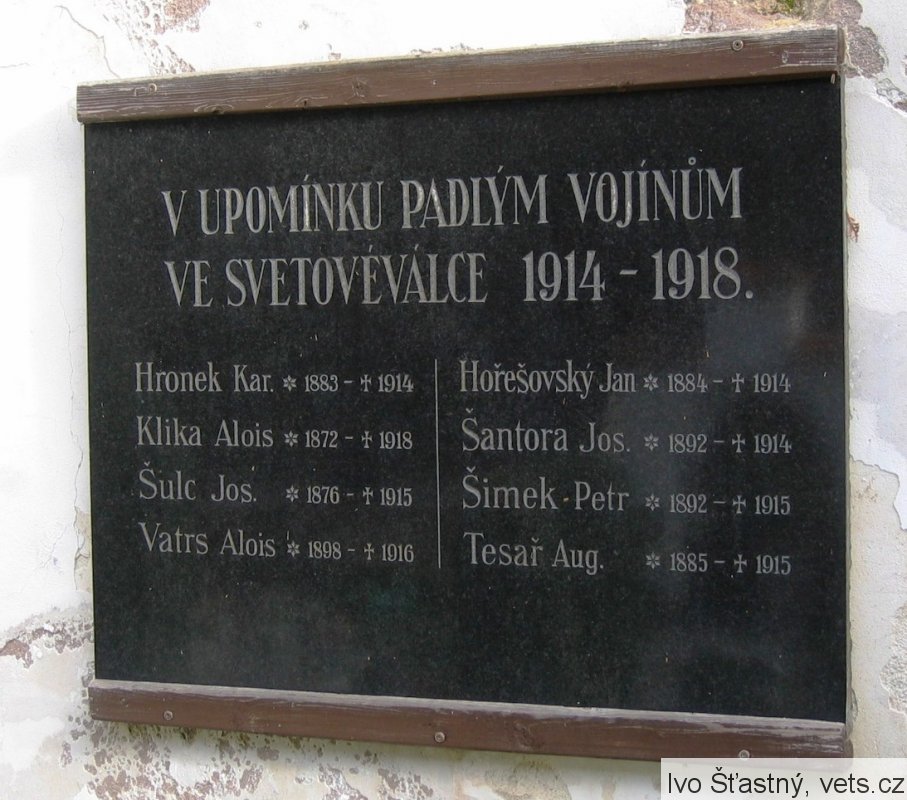 V UPOMÍNKU PADLÝM VOJÍNŮM
VE SVETOVÉVÁLCE 1914 - 1918.
Hronek Kar. ✲ 1883 - ✝ 1914
Klika Alois ✲ 1872 - ✝ 1918
Šulc Jos. ✲ 1876 - ✝ 1915
Vatrs Alois ✲ 1898 - ✝ 1916
Hořešovský Jan ✲ 1884 - ✝ 1914
Šantora Jos. ✲ 1892 - ✝ 1914
Šimek Petr ✲ 1892 - ✝ 1915
Tesař Aug. ✲ 1885 - ✝ 1915
Ivo Šťastný, vets.cz